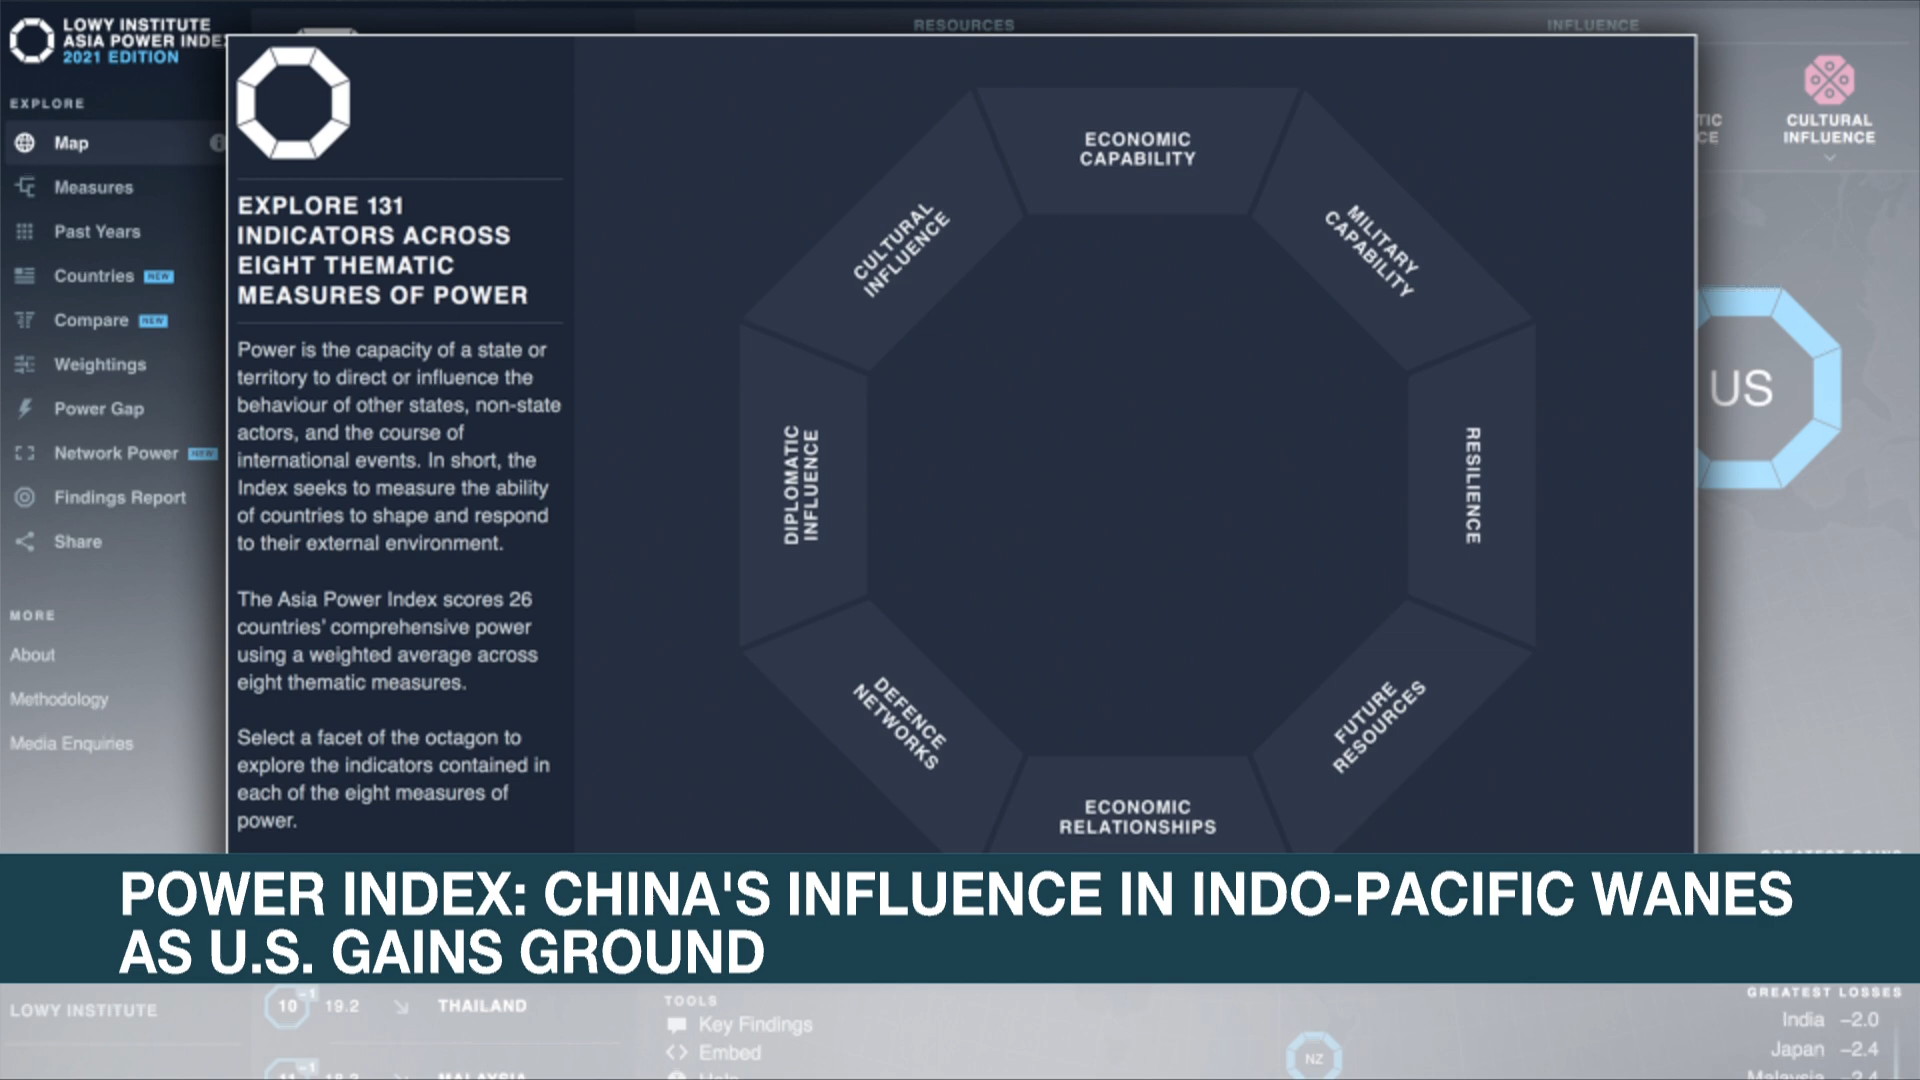 LOWY INSTITUTE
ASIA POWER INDE
2021 EDITION
EXPLORE
Map
Measures
Past Years
Countries NEW
Compare NEW
Weightings
Power Gap
Network Power NEW
Findings Report
Share
MORE
About
Methodology
Media Enquiries
RESOURCES
INFLUENCE
CULTURAL
INFLUENCE
EXPLORE 131
INDICATORS ACROSS
EIGHT THEMATIC
MEASURES OF POWER
Power is the capacity of a state or
territory to direct or influence the
behaviour of other states, non-state
actors, and the course of
international events. In short, the
Index seeks to measure the ability
of countries to shape and respond
to their external environment.
The Asia Power Index scores 26
countries' comprehensive power
using a weighted average across
eight thematic measures.
Select a facet of the octagon to
explore the indicators contained in
each of the eight measures of
power.
ECONOMIC
CAPABILITY
MILITARY
CAPABILITY
RESILIENCE
FUTURE
RESOURCES
ECONOMIC
RELATIONSHIPS
DEFENCE
NETWORKS
DIPLOMATIC
INFLUENCE
CULTURAL
INFLUENCE
US
POWER INDEX: CHINA'S INFLUENCE IN INDO-PACIFIC WANES
AS U.S. GAINS GROUND
LOWY INSTITUTE
10 -1 19.2 THAILAND
TOOLS
Key Findings
Embed
NZ
GREATEST LOSSES
India -2.0
Japan -2.4